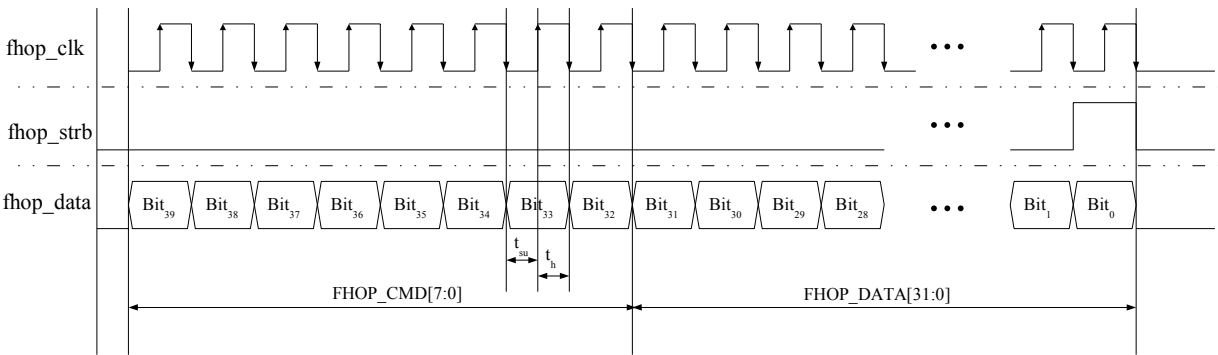 fhop_clk
• • •
fhop_strb
• • •
fhop_data Bit39 Bit38 Bit37 Bit36 Bit35 Bit34 Bit33 Bit32 Bit31 Bit30 Bit29 Bit28 • • • Bit1 Bit0
tsu th
FHOP_CMD[7:0] FHOP_DATA[31:0]